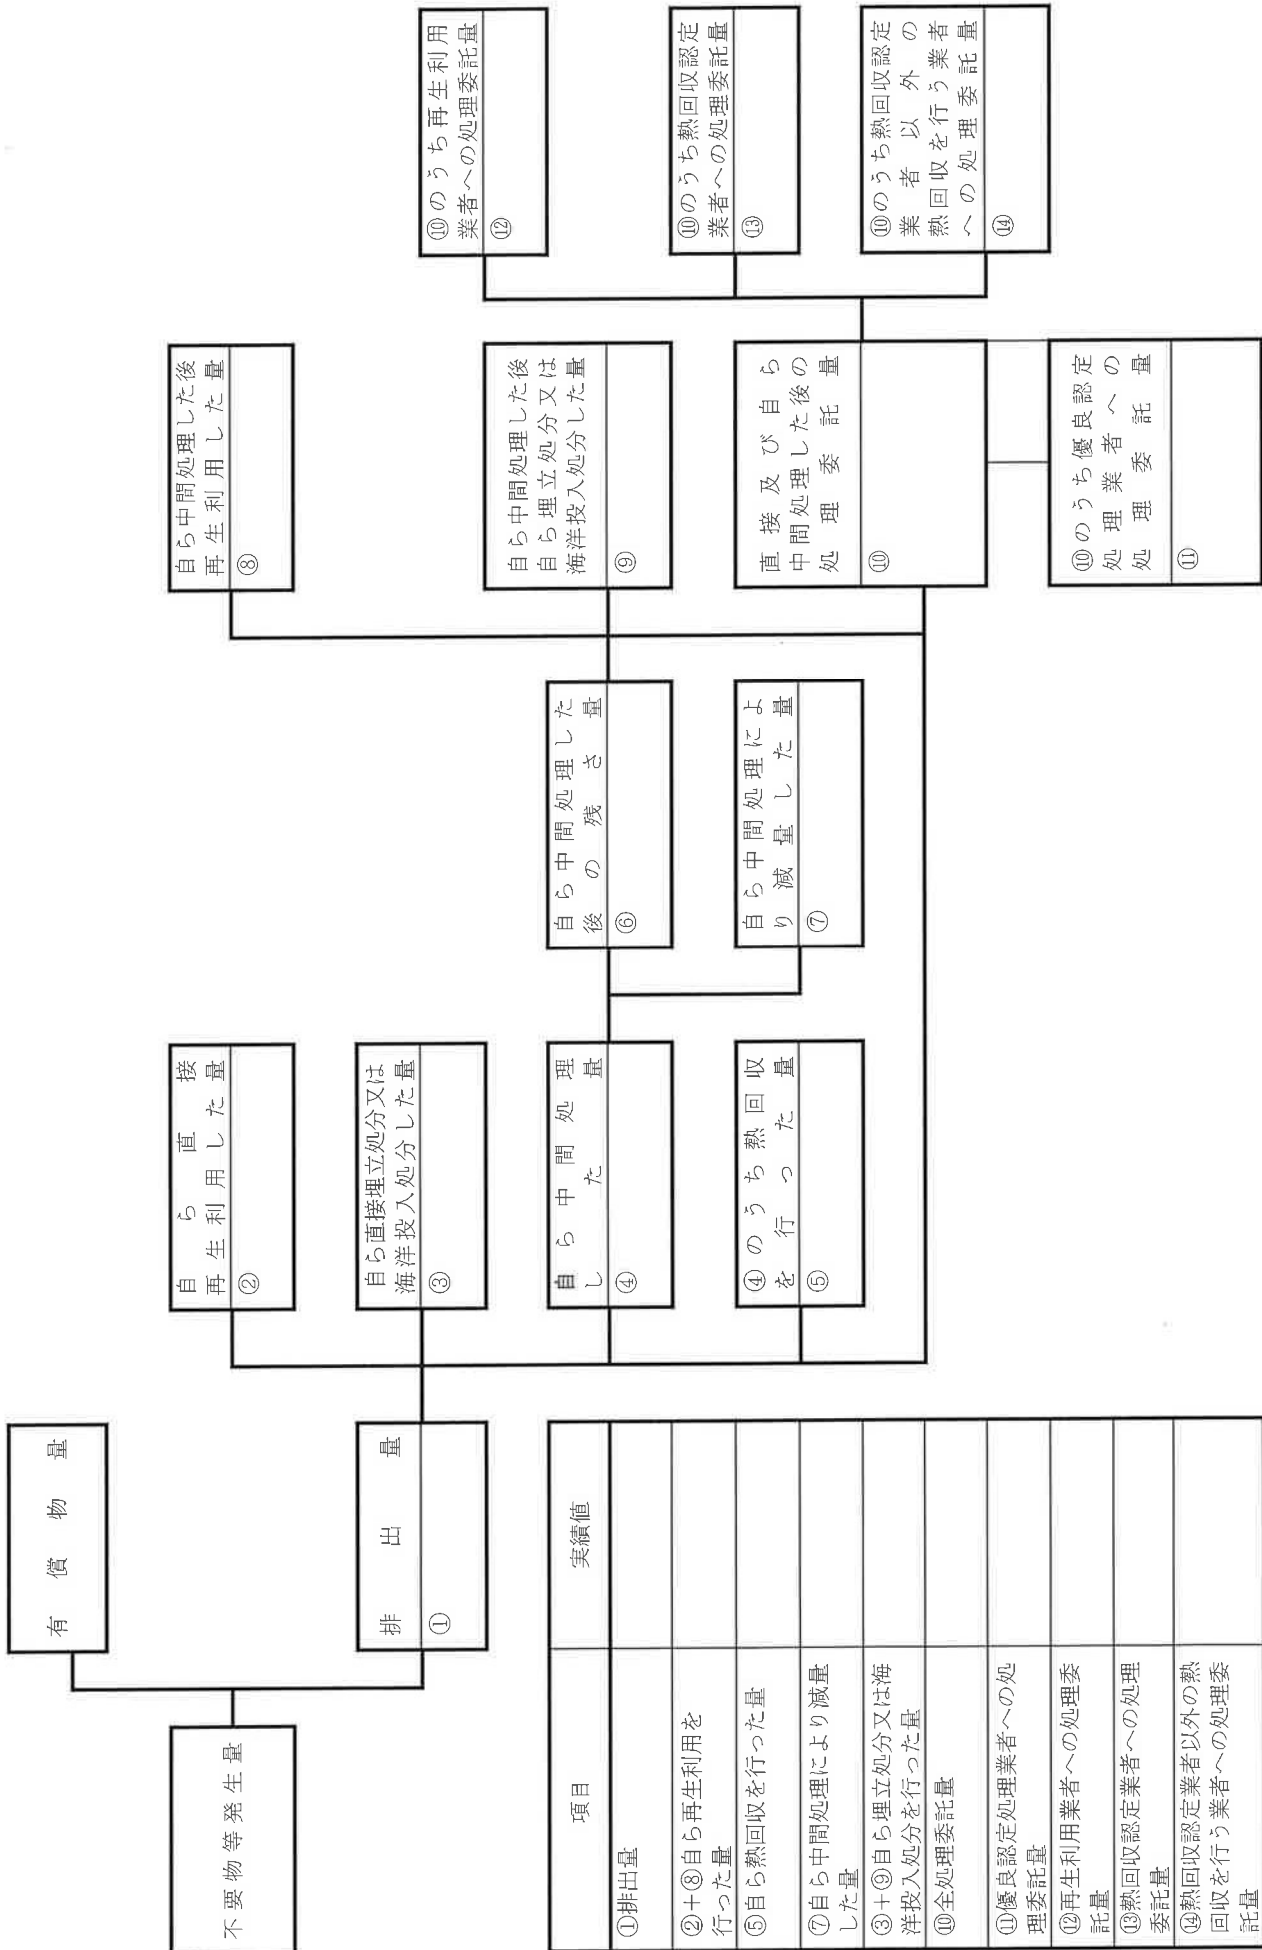 不要物等発生量
有償物量
排出量
①
自ら直接
再生利用した量
②
自ら直接埋立処分又は
海洋投入処分した量
③
自ら中間処理
した量
④
④のうち熱回収
を行った量
⑤
自ら中間処理した
後の残さ量
⑥
自ら中間処理によ
り減量した量
⑦
自ら中間処理した後
再生利用した量
⑧
自ら中間処理した後
自ら埋立処分又は
海洋投入処分した量
⑨
直接及び自ら
中間処理した後の
処理委託量
⑩
⑩のうち優良認定
処理業者への
処理委託量
⑪
⑩のうち再生利用
業者への処理委託量
⑫
⑩のうち熱回収認定
業者への処理委託量
⑬
⑩のうち熱回収認定
業者以外の
熱回収を行う業者
への処理委託量
⑭
項目
実績値
①排出量
②+⑧自ら再生利用を
行った量
⑤自ら熱回収を行った量
⑦自ら中間処理により減量
した量
③+⑨自ら埋立処分又は海
洋投入処分を行った量
⑩全処理委託量
⑪優良認定処理業者への処
理委託量
⑫再生利用業者への処理委
託量
⑬熱回収認定業者への処理
委託量
⑭熱回収認定業者以外の熱
回収を行う業者への処理委
託量